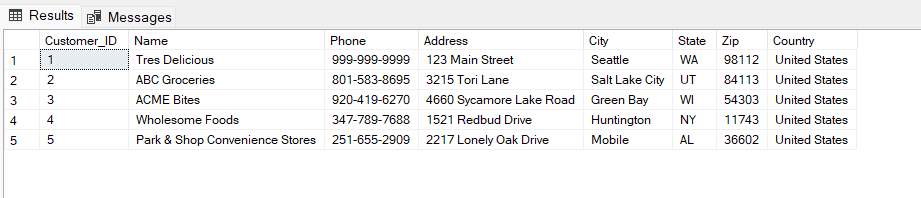 Results Messages
Customer_ID Name Phone Address City State Zip Country
1 1 Tres Delicious 999-999-9999 123 Main Street Seattle WA 98112 United States
2 2 ABC Groceries 801-583-8695 3215 Tori Lane Salt Lake City UT 84113 United States
3 3 ACME Bites 920-419-6270 4660 Sycamore Lake Road Green Bay WI 54303 United States
4 4 Wholesome Foods 347-789-7688 1521 Redbud Drive Huntington NY 11743 United States
5 5 Park & Shop Convenience Stores 251-655-2909 2217 Lonely Oak Drive Mobile AL 36602 United States